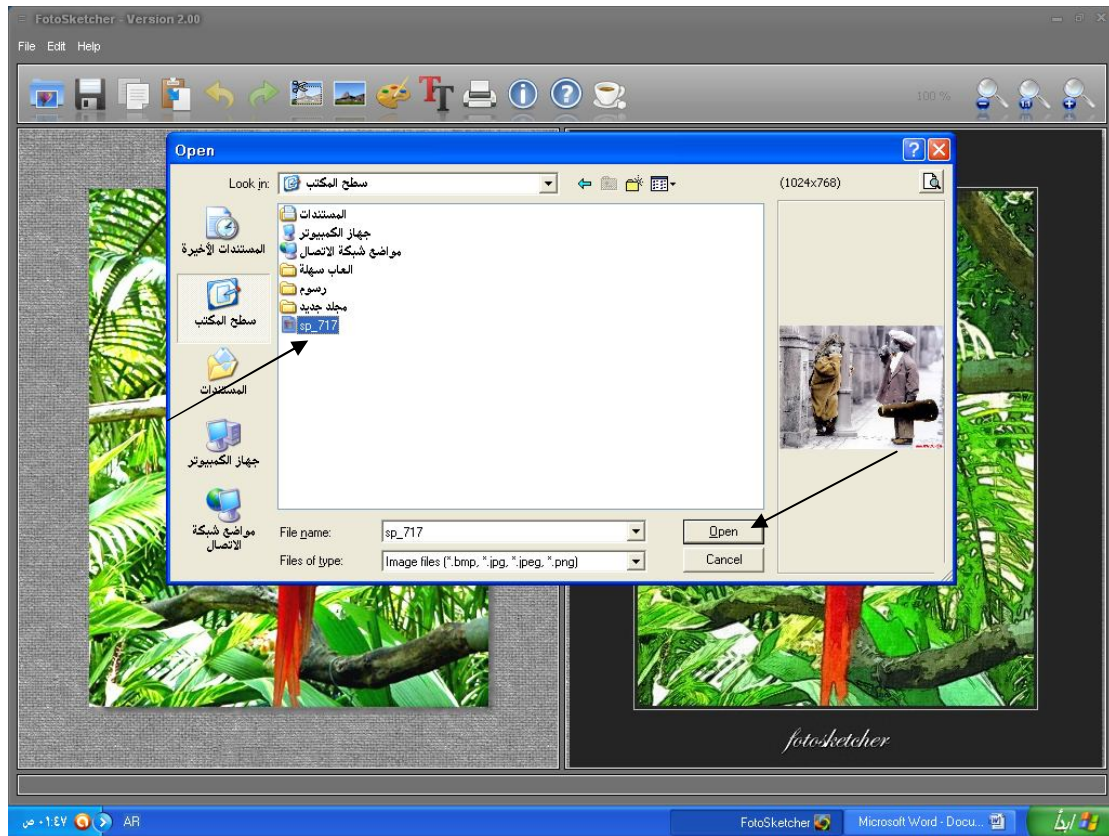 FotoSketcher - Version 2.00
File Edit Help
100 %
Open
Look in:
سطح المكتب
(1024x768)
المستندات الأخيرة
سطح المكتب
المستندات
جهاز الكمبيوتر
مواضع شبكة
الاتصال
المستندات
جهاز الكمبيوتر
مواضع شبكة الاتصال
العاب سهلة
رسوم
مجلد جديد
sp_717
File name:
sp_717
Open
Files of type:
Image files (*.bmp, *.jpg, *.jpeg, *.png)
Cancel
fotosketcher
٠١:٤٧ ص
AR
FotoSketcher
Microsoft Word - Docu...
ابدأ